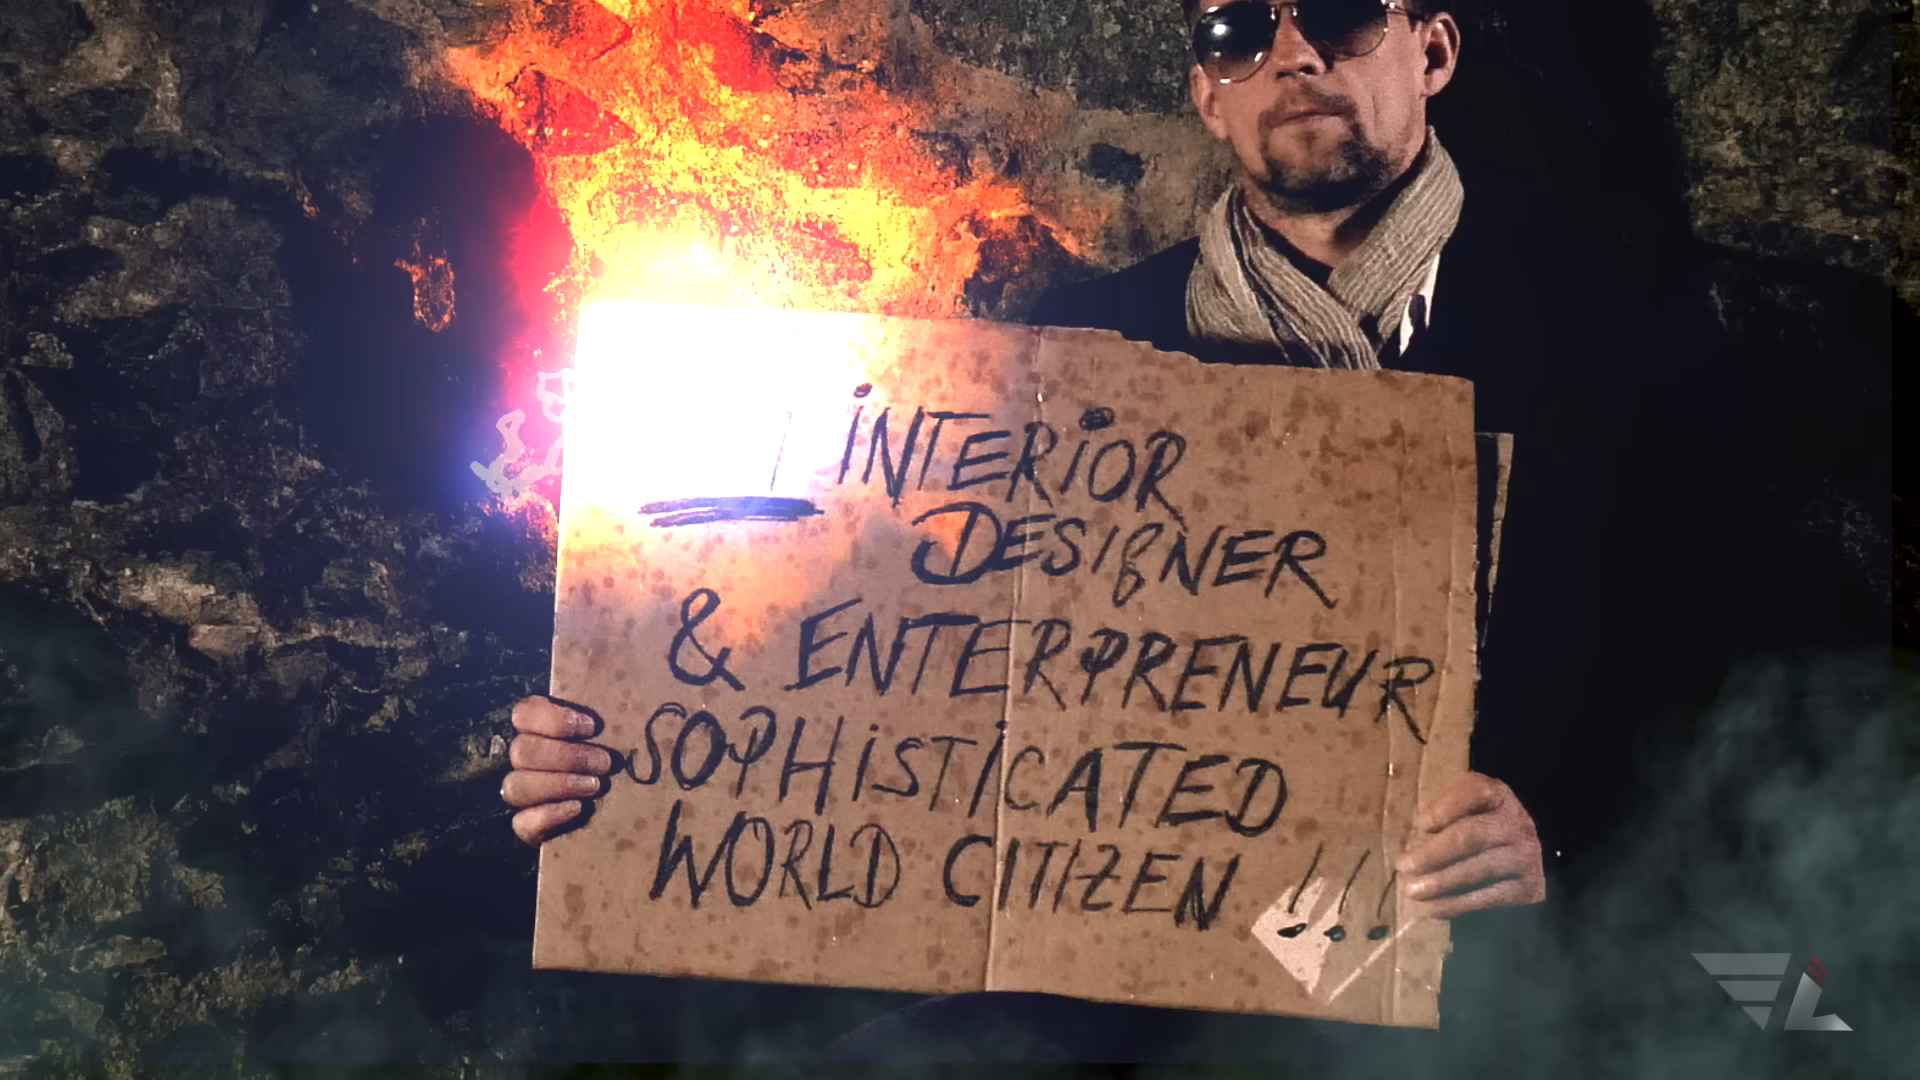 INTERIOR
DESIGNER
& ENTERPRENEUR
SOPHISTICATED
WORLD CITIZEN !!!